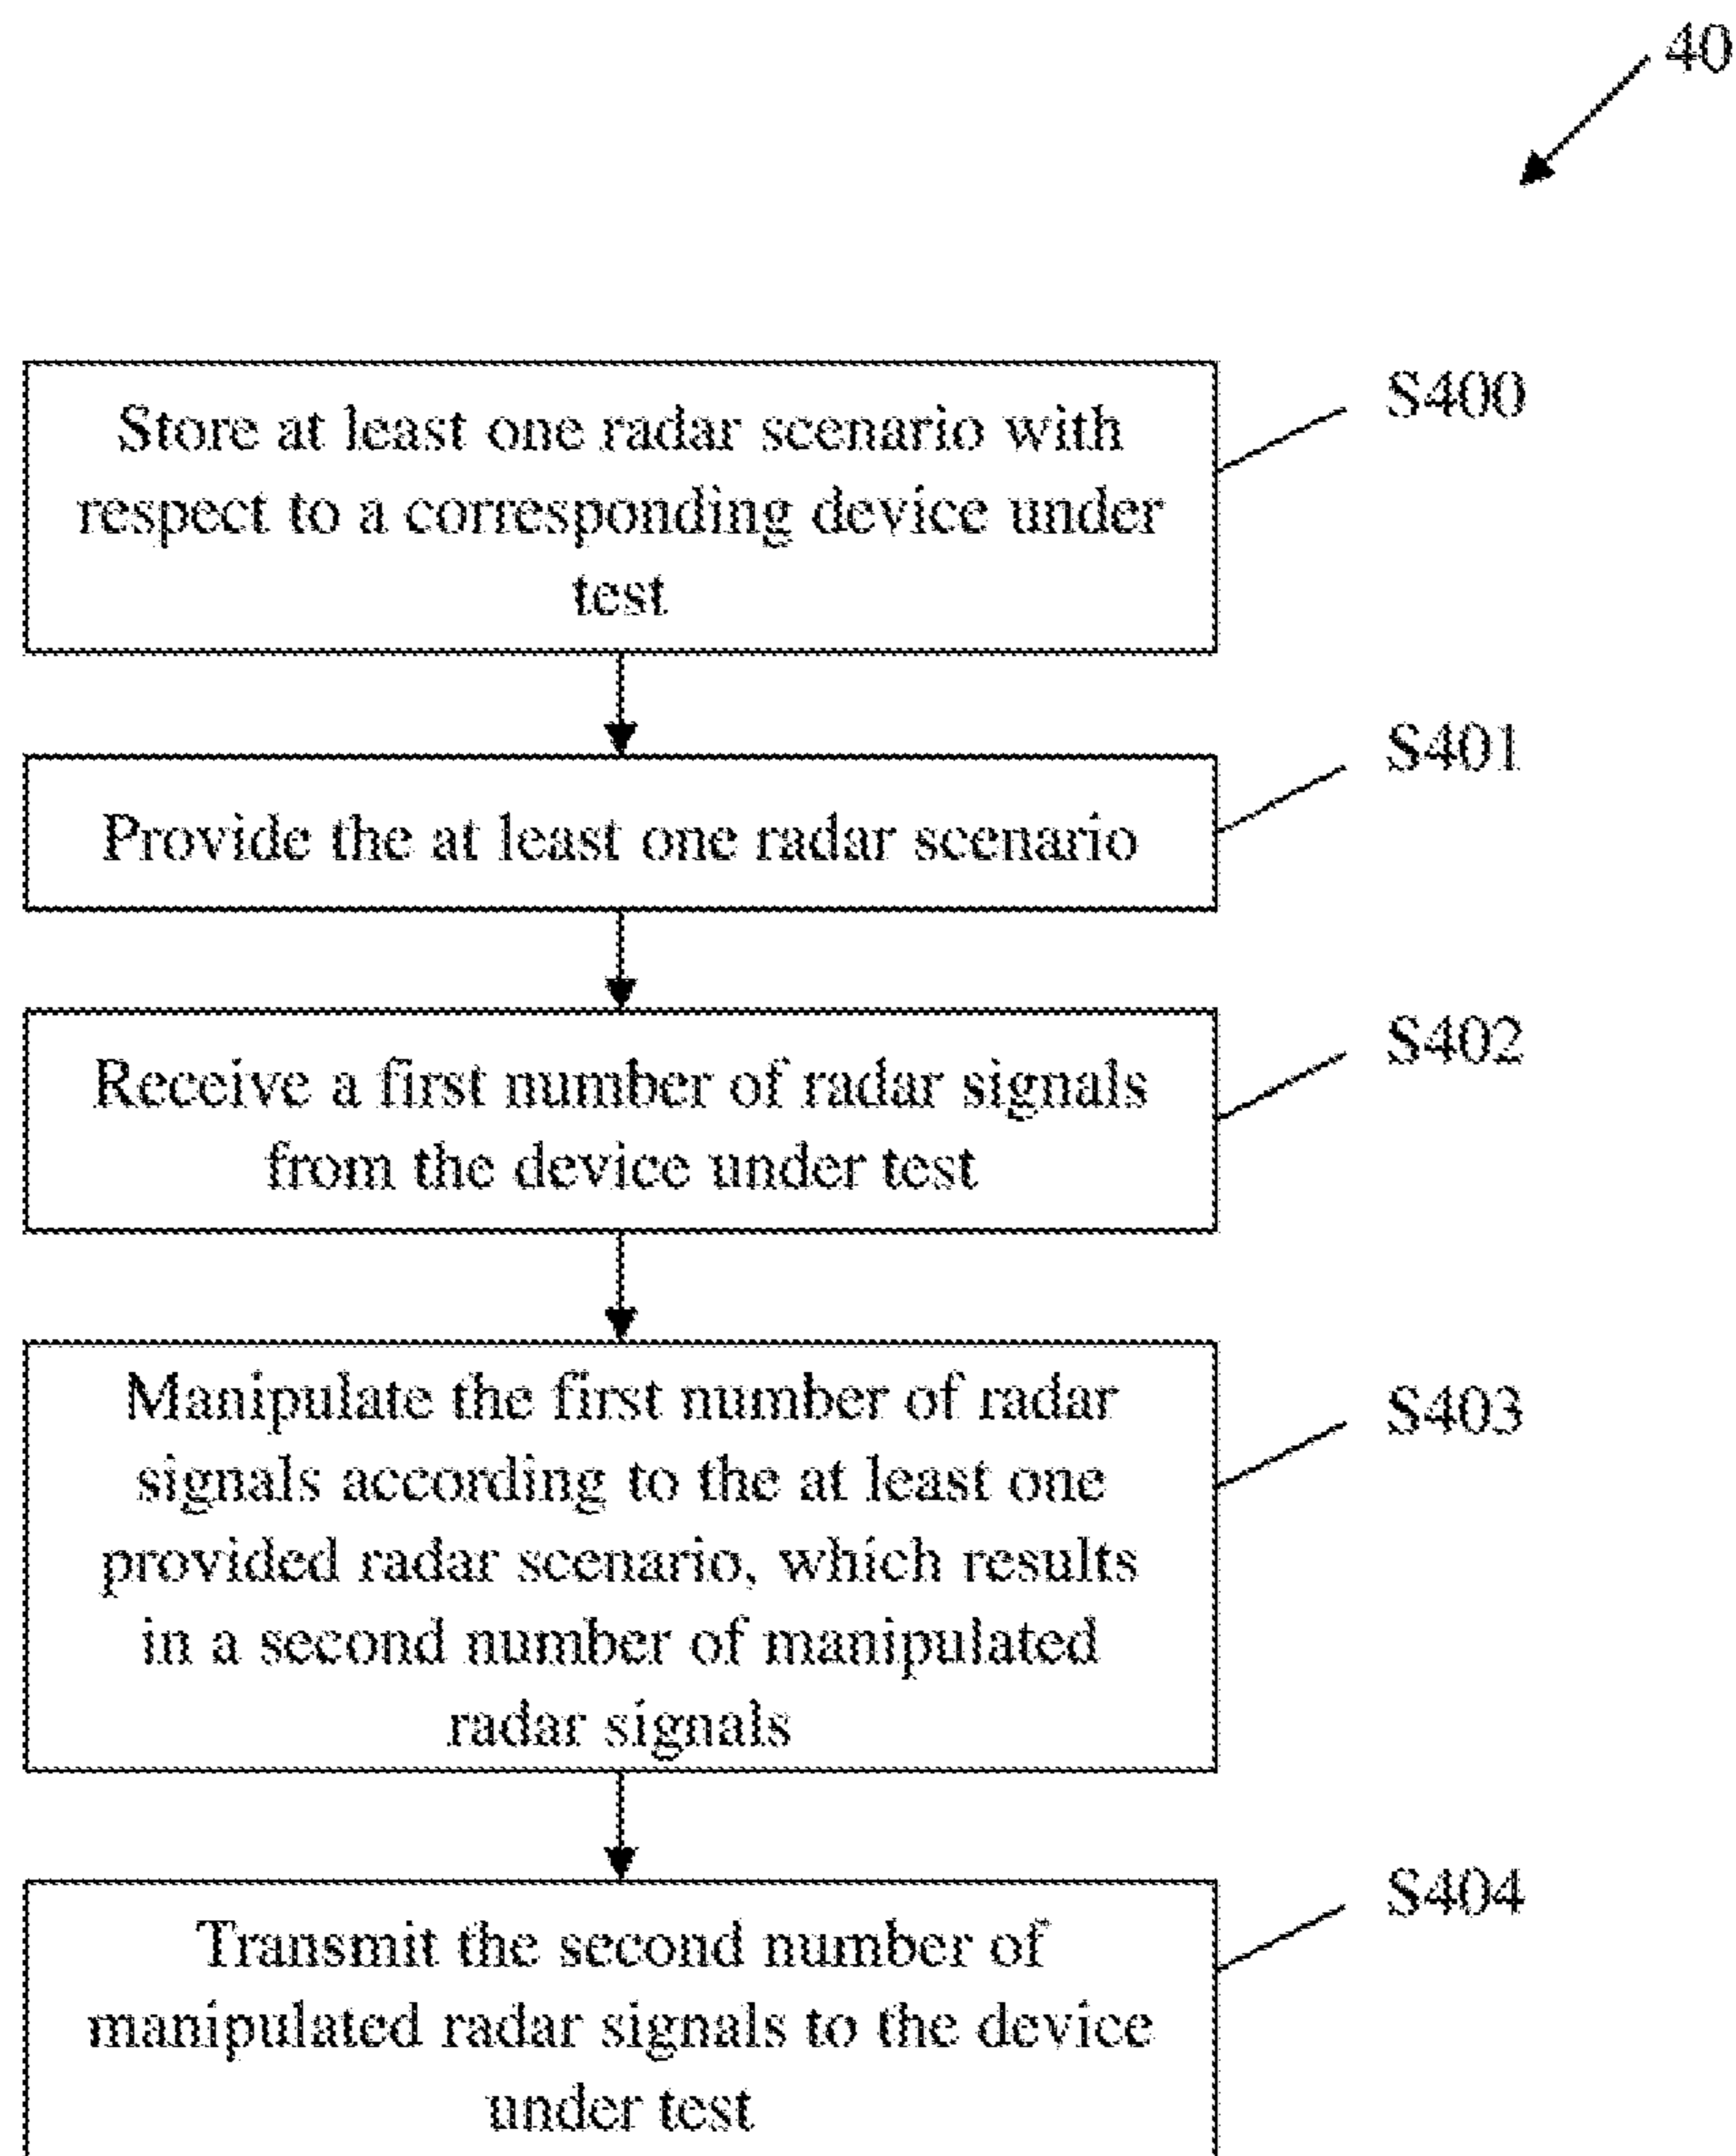 40
Store at least one radar scenario with
respect to a corresponding device under
test
S400
Provide the at least one radar scenario
S401
Receive a first number of radar signals
from the device under test
S402
Manipulate the first number of radar
signals according to the at least one
provided radar scenario, which results
in a second number of manipulated
radar signals
S403
Transmit the second number of
manipulated radar signals to the device
under test
S404